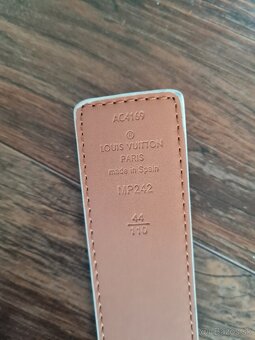 AC4169
®
LOUIS VUITTON
PARIS
made in Spain
MP242
44
110